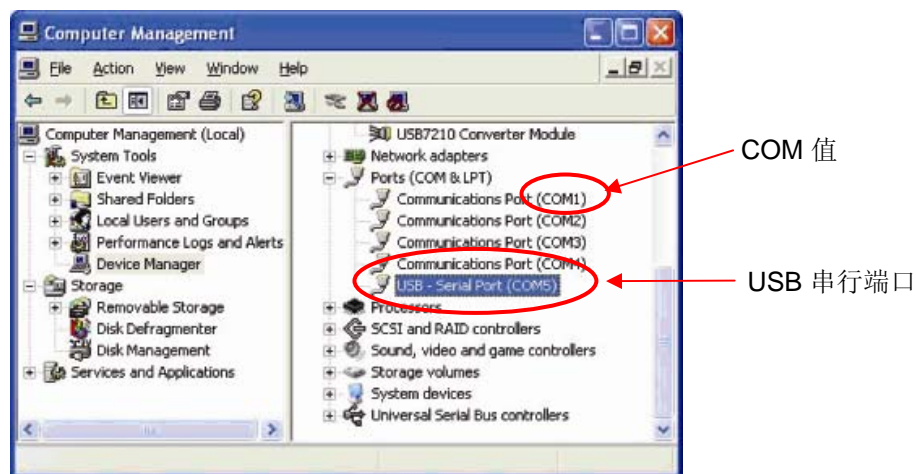 Computer Management
File Action View Window Help
Computer Management (Local)
System Tools
Event Viewer
Shared Folders
Local Users and Groups
Performance Logs and Alerts
Device Manager
Storage
Removable Storage
Disk Defragmenter
Disk Management
Services and Applications
USB7210 Converter Module
Network adapters
Ports (COM & LPT)
Communications Port (COM1)
Communications Port (COM2)
Communications Port (COM3)
Communications Port (COM4)
USB - Serial Port (COM5)
Processors
SCSI and RAID controllers
Sound, video and game controllers
Storage volumes
System devices
Universal Serial Bus controllers
COM 值
USB 串行端口